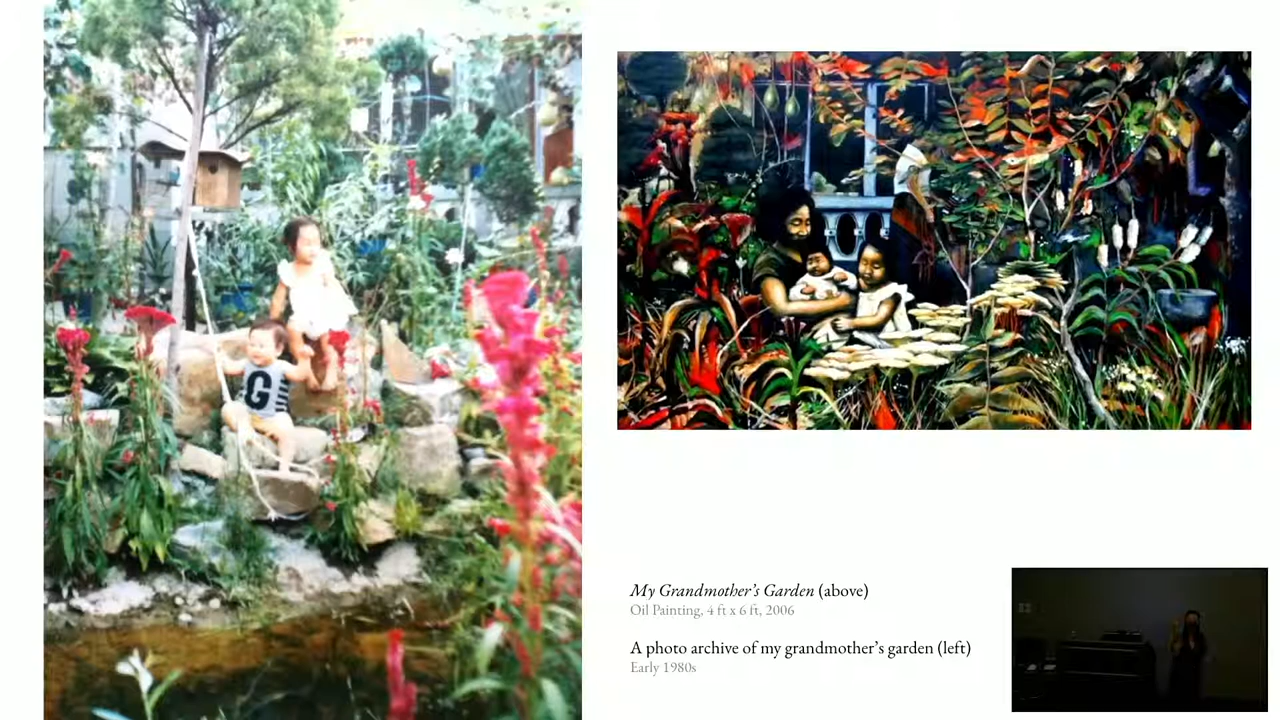 G
My Grandmother's Garden (above)
Oil Painting, 4 ft x 6 ft, 2006
A photo archive of my grandmother's garden (left)
Early 1980s